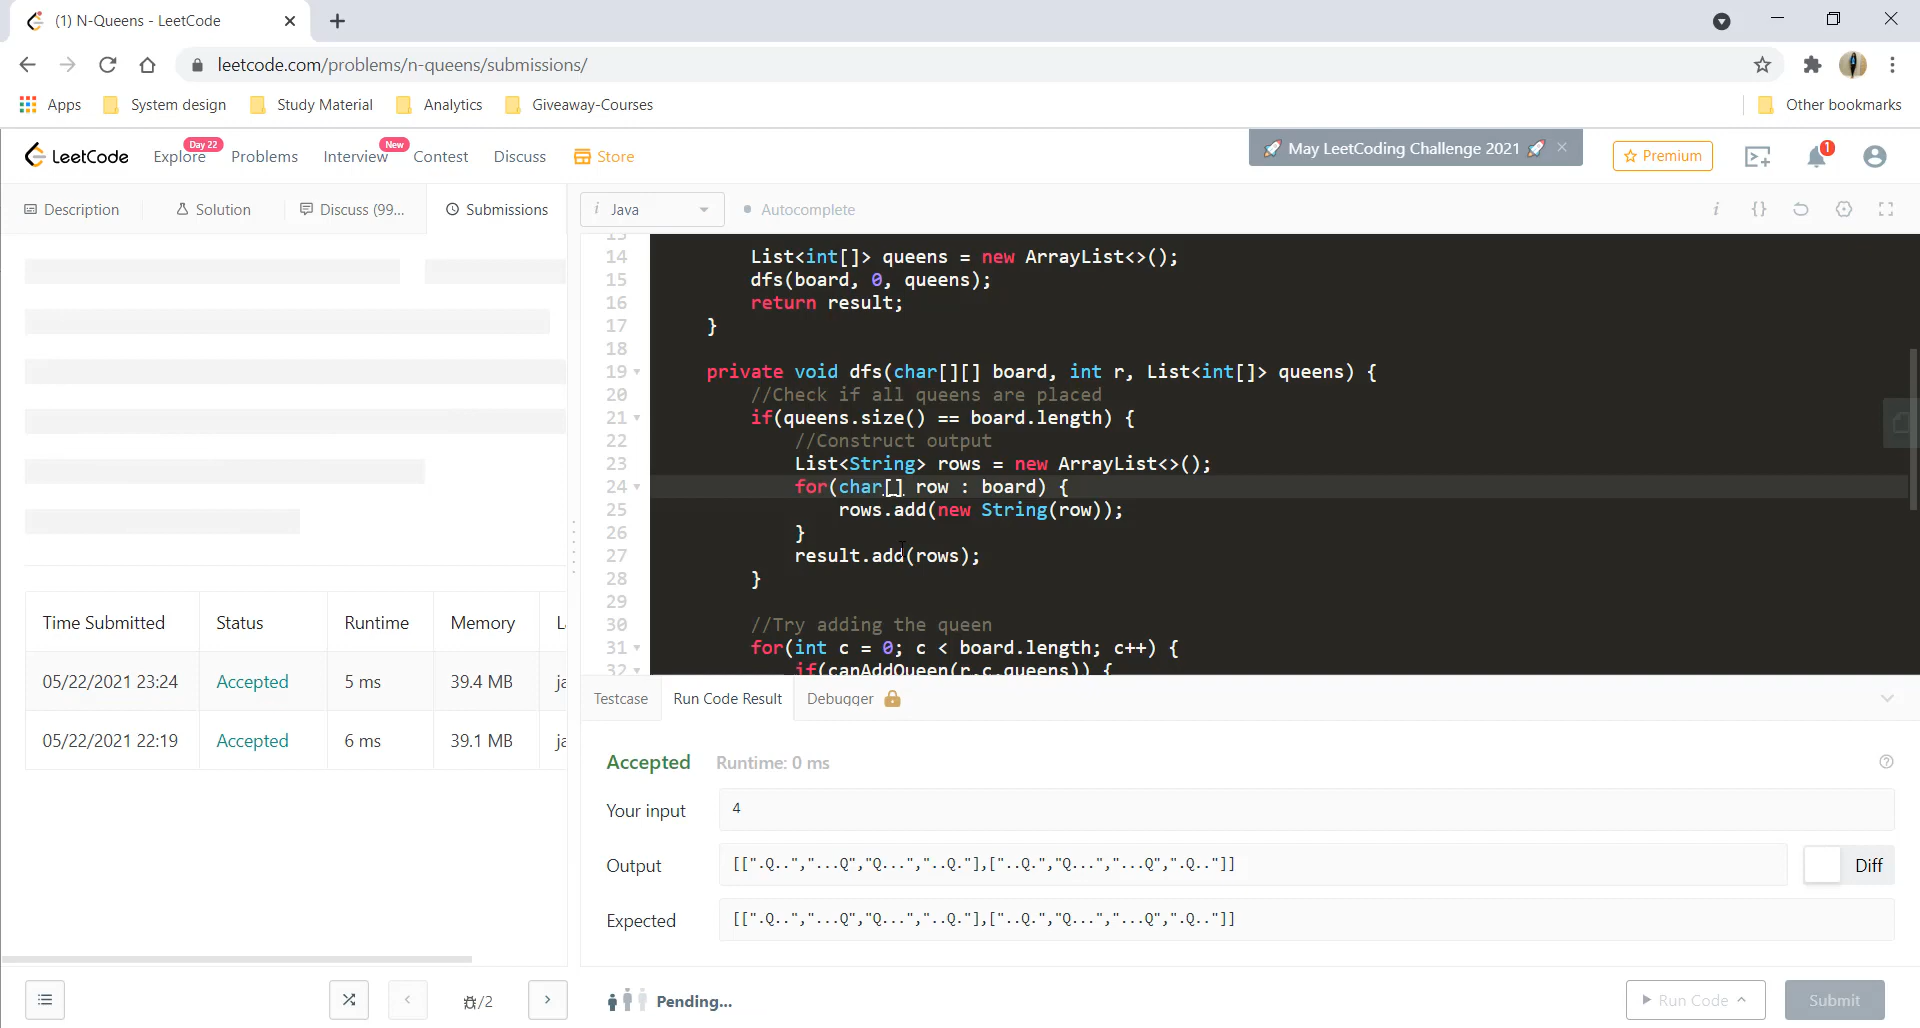 (1) N-Queens - LeetCode
leetcode.com/problems/n-queens/submissions/
Apps System design Study Material Analytics Giveaway-Courses Other bookmarks
LeetCode Explore Day 22 Problems Interview New Contest Discuss Store May LeetCoding Challenge 2021 Premium 1
Description Solution Discuss (99... Submissions
i Java Autocomplete
14 List<int[]> queens = new ArrayList<>();
15 dfs(board, 0, queens);
16 return result;
17 }
18
19 private void dfs(char[][] board, int r, List<int[]> queens) {
20 //Check if all queens are placed
21 if(queens.size() == board.length) {
22 //Construct output
23 List<String> rows = new ArrayList<>();
24 for(char[] row : board) {
25 rows.add(new String(row));
26 }
27 result.add(rows);
28 }
29
30 //Try adding the queen
31 for(int c = 0; c < board.length; c++) {
32 if(canAddQueen(r,c,queens)) {
Time Submitted Status Runtime Memory
05/22/2021 23:24 Accepted 5 ms 39.4 MB
05/22/2021 22:19 Accepted 6 ms 39.1 MB
Testcase Run Code Result Debugger
Accepted Runtime: 0 ms
Your input 4
Output [[".Q..","...Q","Q...","..Q."],["..Q.","Q...","...Q",".Q.."]] Diff
Expected [[".Q..","...Q","Q...","..Q."],["..Q.","Q...","...Q",".Q.."]]
/2
Pending...
Run Code Submit